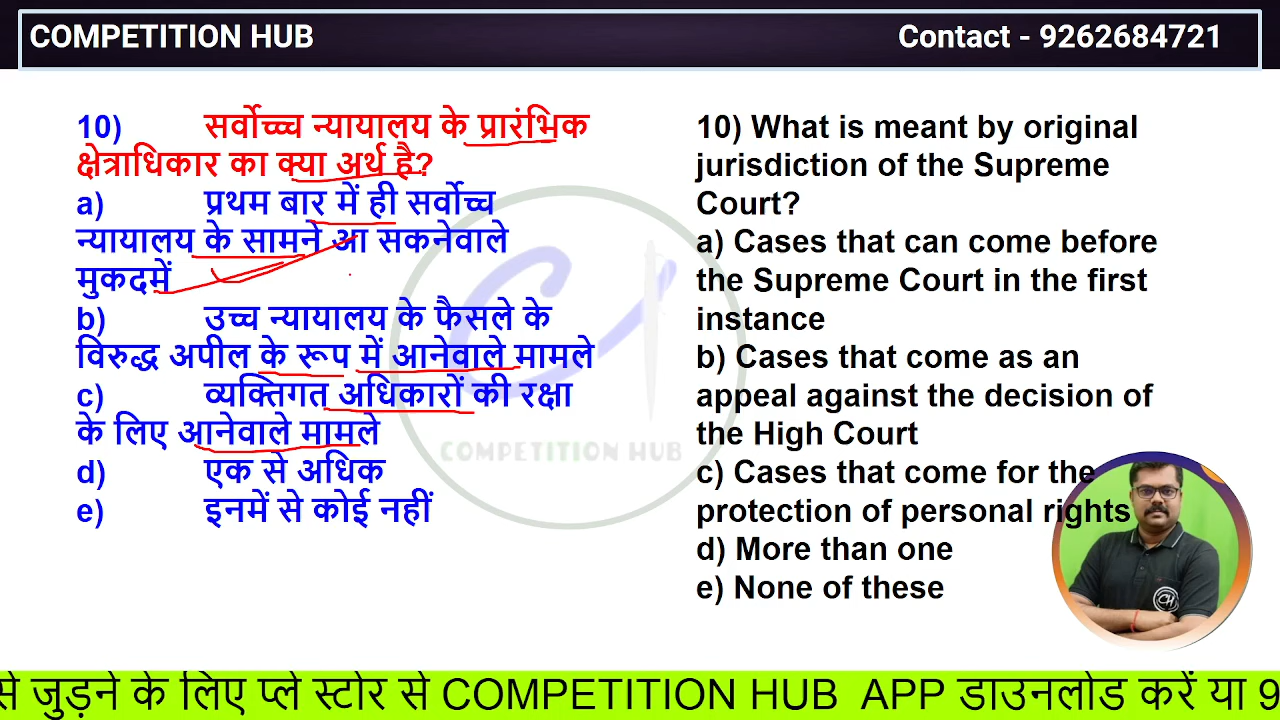 COMPETITION HUB
Contact - 9262684721
10) सर्वोच्च न्यायालय के प्रारंभिक
क्षेत्राधिकार का क्या अर्थ है?
a) प्रथम बार में ही सर्वोच्च
न्यायालय के सामने आ सकनेवाले
मुकदमें
b) उच्च न्यायालय के फैसले के
विरुद्ध अपील के रूप में आनेवाले मामले
c) व्यक्तिगत अधिकारों की रक्षा
के लिए आनेवाले मामले
d) एक से अधिक
e) इनमें से कोई नहीं
10) What is meant by original
jurisdiction of the Supreme
Court?
a) Cases that can come before
the Supreme Court in the first
instance
b) Cases that come as an
appeal against the decision of
the High Court
c) Cases that come for the
protection of personal rights
d) More than one
e) None of these
COMPETITION HUB
CH
से जुड़ने के लिए प्ले स्टोर से COMPETITION HUB APP डाउनलोड करें या 9